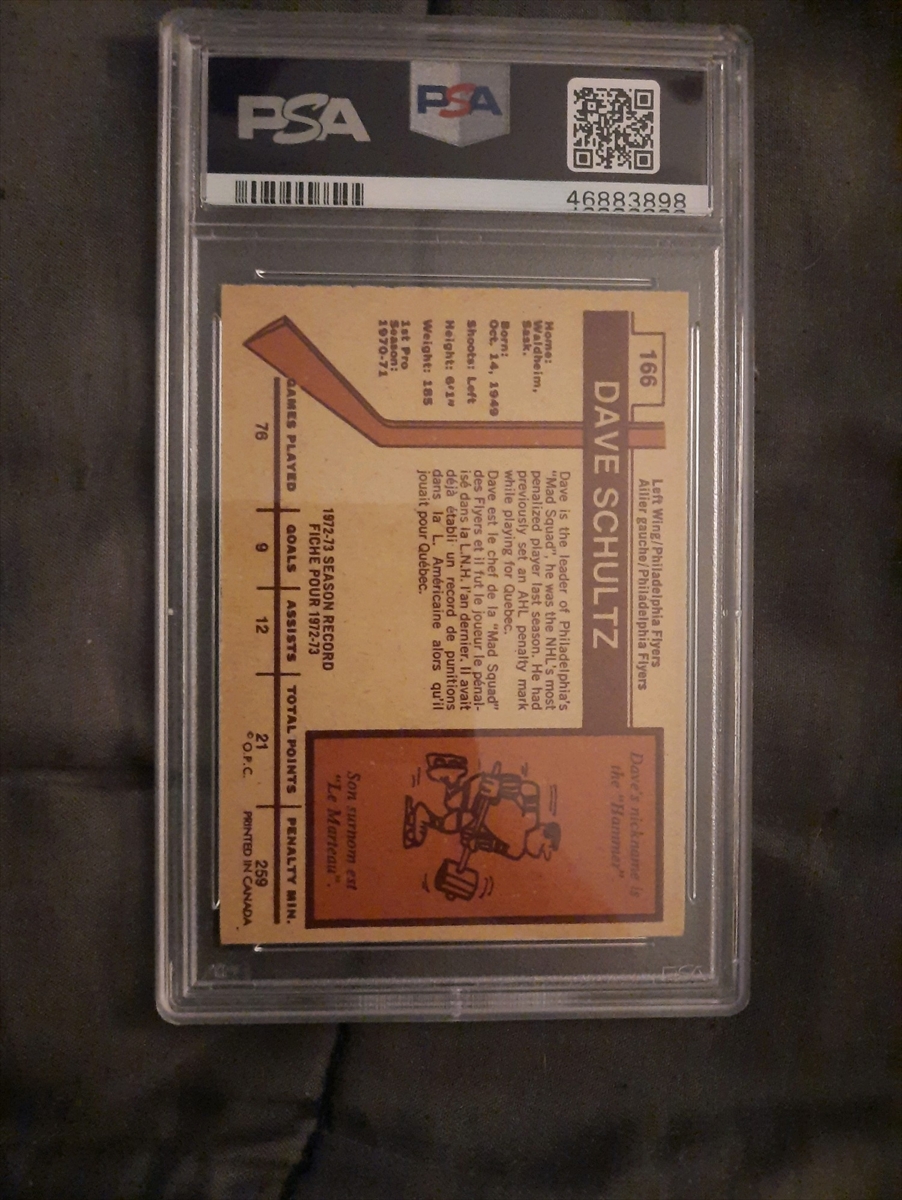 PSA
PSA
46883898
166
Left Wing/Philadelphia Flyers
Ailier gauche/Philadelphia Flyers
DAVE SCHULTZ
Home:
Waldheim,
Sask.
Born:
Oct. 14, 1949
Shoots: Left
Height: 6'1"
Weight: 185
1st Pro
Season:
1970-71
Dave is the leader of Philadelphia's
"Mad Squad", he was the NHL's most
penalized player last season. He had
previously set an AHL penalty mark
while playing for Quebec.
Dave est le chef de la "Mad Squad"
des Flyers et il fut le joueur le pénal-
isé dans la L.N.H. l'an dernier. Il avait
déjà établi un record de punitions
dans la L. Américaine alors qu'il
jouait pour Québec.
Dave's nickname is
the "Hammer".
Son surnom est
"Le Marteau".
1972-73 SEASON RECORD
FICHE POUR 1972-73
GAMES PLAYED GOALS ASSISTS TOTAL POINTS PENALTY MIN.
76 9 12 21 259
© O.P.C. PRINTED IN CANADA
PSA